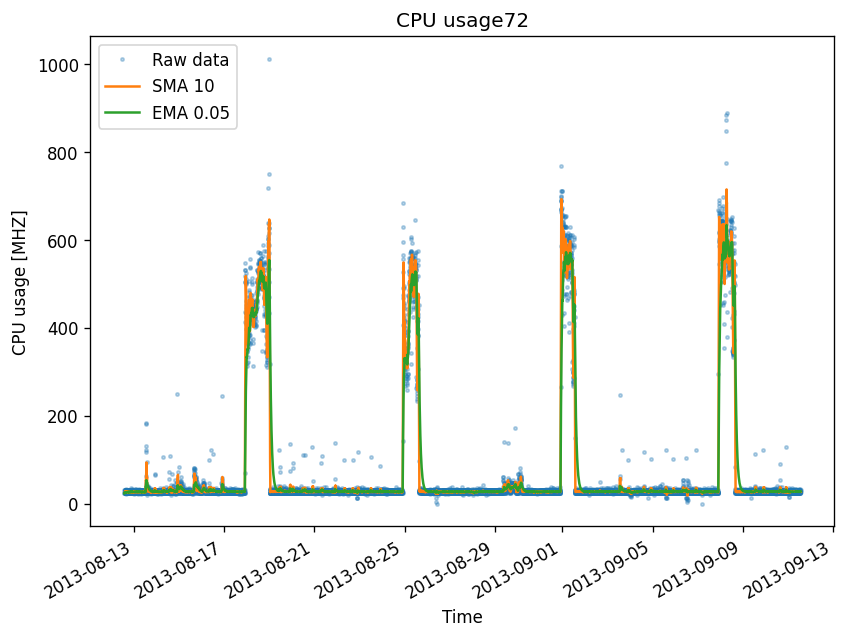 CPU usage72
Raw data
SMA 10
EMA 0.05
CPU usage [MHZ]
1000
800
600
400
200
0
2013-08-13
2013-08-17
2013-08-21
2013-08-25
2013-08-29
2013-09-01
2013-09-05
2013-09-09
2013-09-13
Time